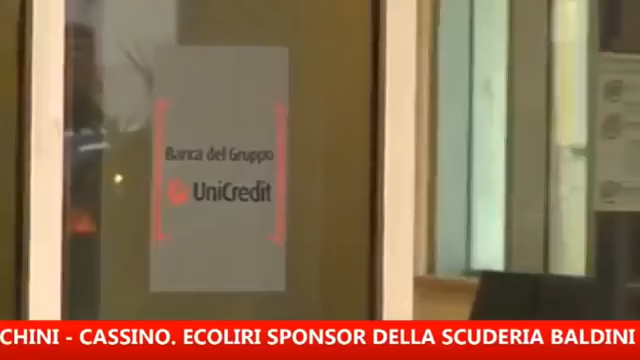 Banca del Gruppo
UniCredit
CHINI - CASSINO. ECOLIRI SPONSOR DELLA SCUDERIA BALDINI